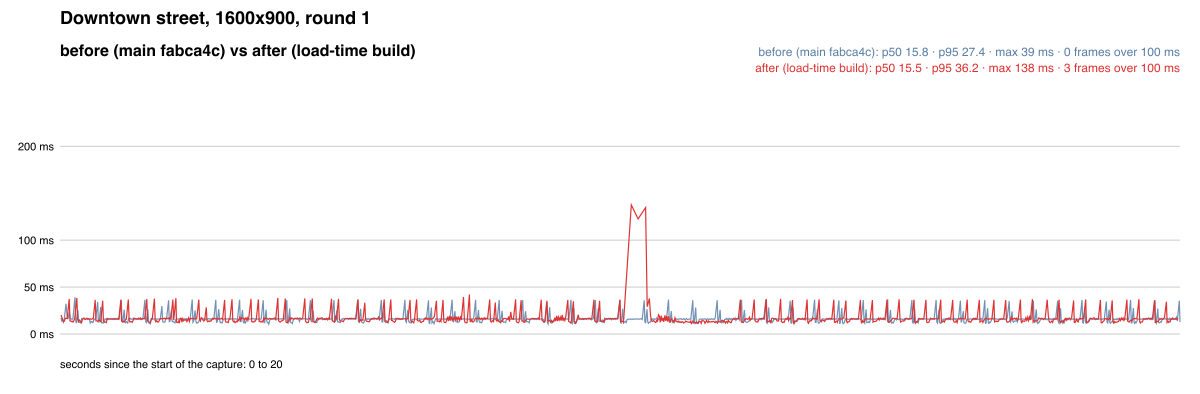 Downtown street, 1600x900, round 1
before (main fabca4c) vs after (load-time build)
before (main fabca4c): p50 15.8 · p95 27.4 · max 39 ms · 0 frames over 100 ms
after (load-time build): p50 15.5 · p95 36.2 · max 138 ms · 3 frames over 100 ms
200 ms
100 ms
50 ms
0 ms
seconds since the start of the capture: 0 to 20